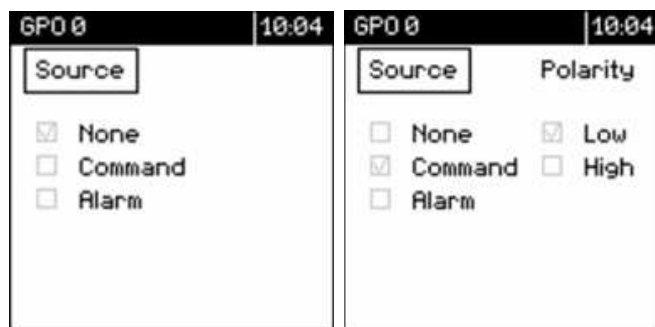 GPO 0 10:04
Source
None
Command
Alarm
GPO 0 10:04
Source Polarity
None Low
Command High
Alarm